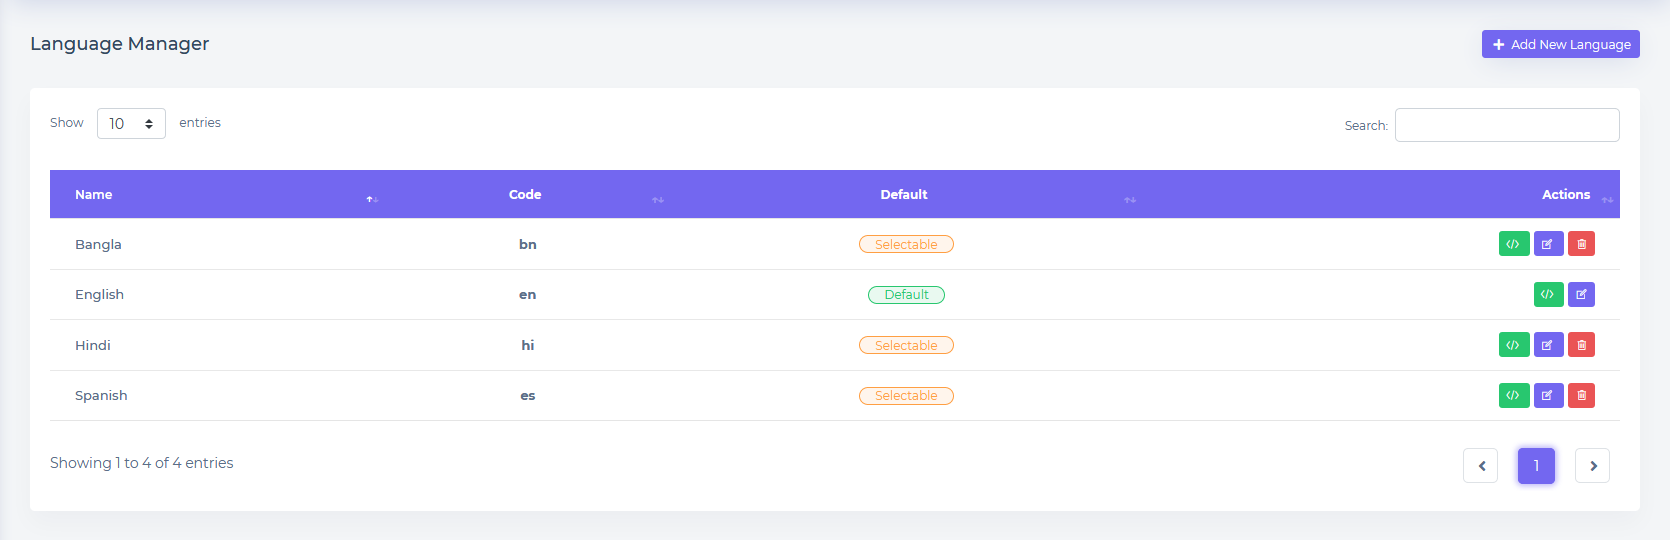 Language Manager
Add New Language
Show 10 entries
Search:
Name Code Default Actions
Bangla bn Selectable
English en Default
Hindi hi Selectable
Spanish es Selectable
Showing 1 to 4 of 4 entries
1